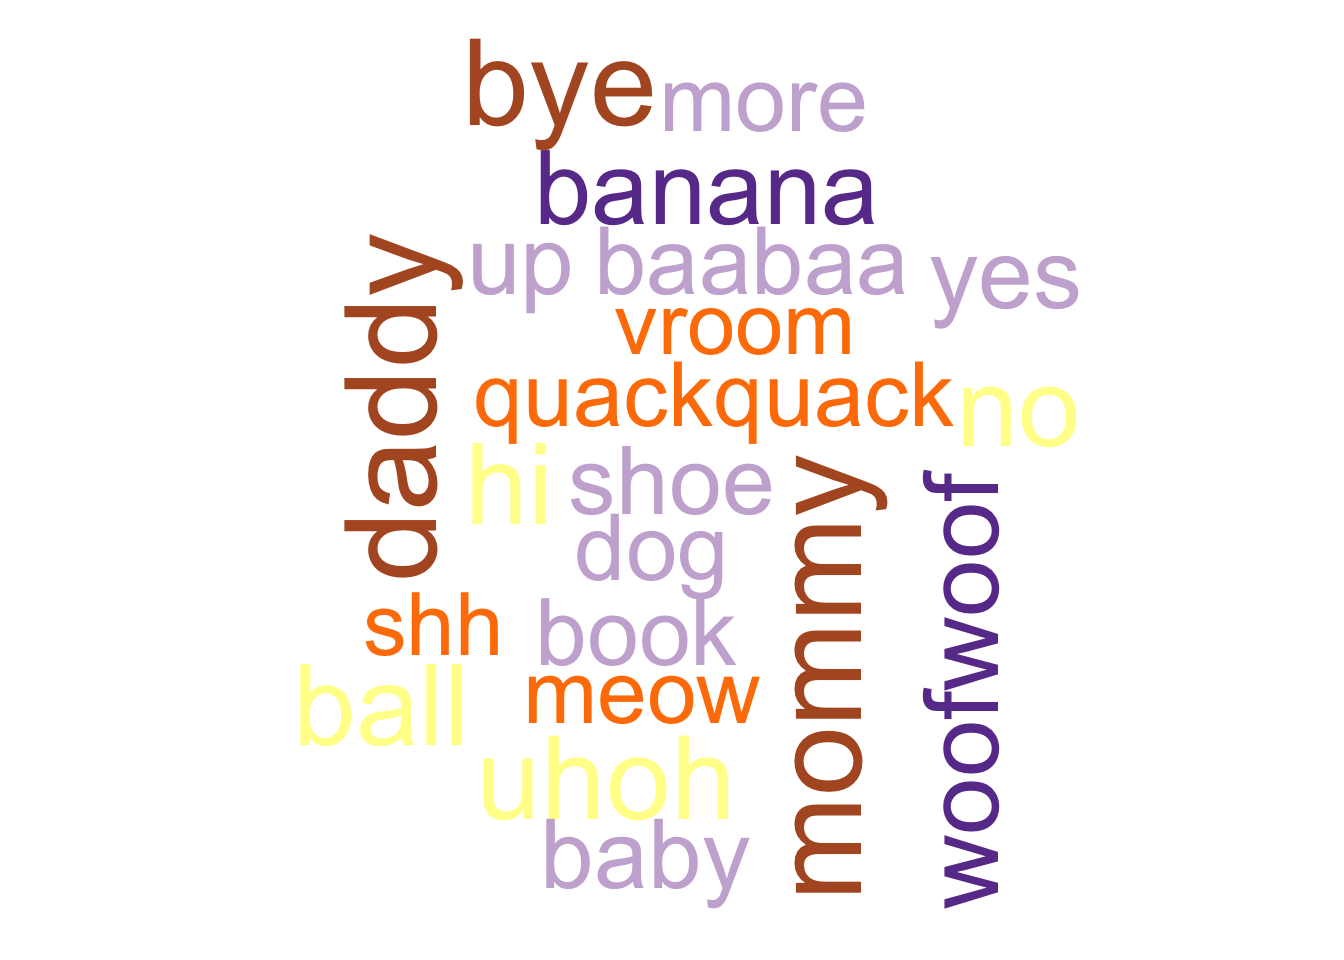 bye
more
banana
daddy
up
baabaa
yes
vroom
quackquack
no
hi
shoe
mommy
woofwoof
dog
shh
book
ball
meow
uhoh
baby